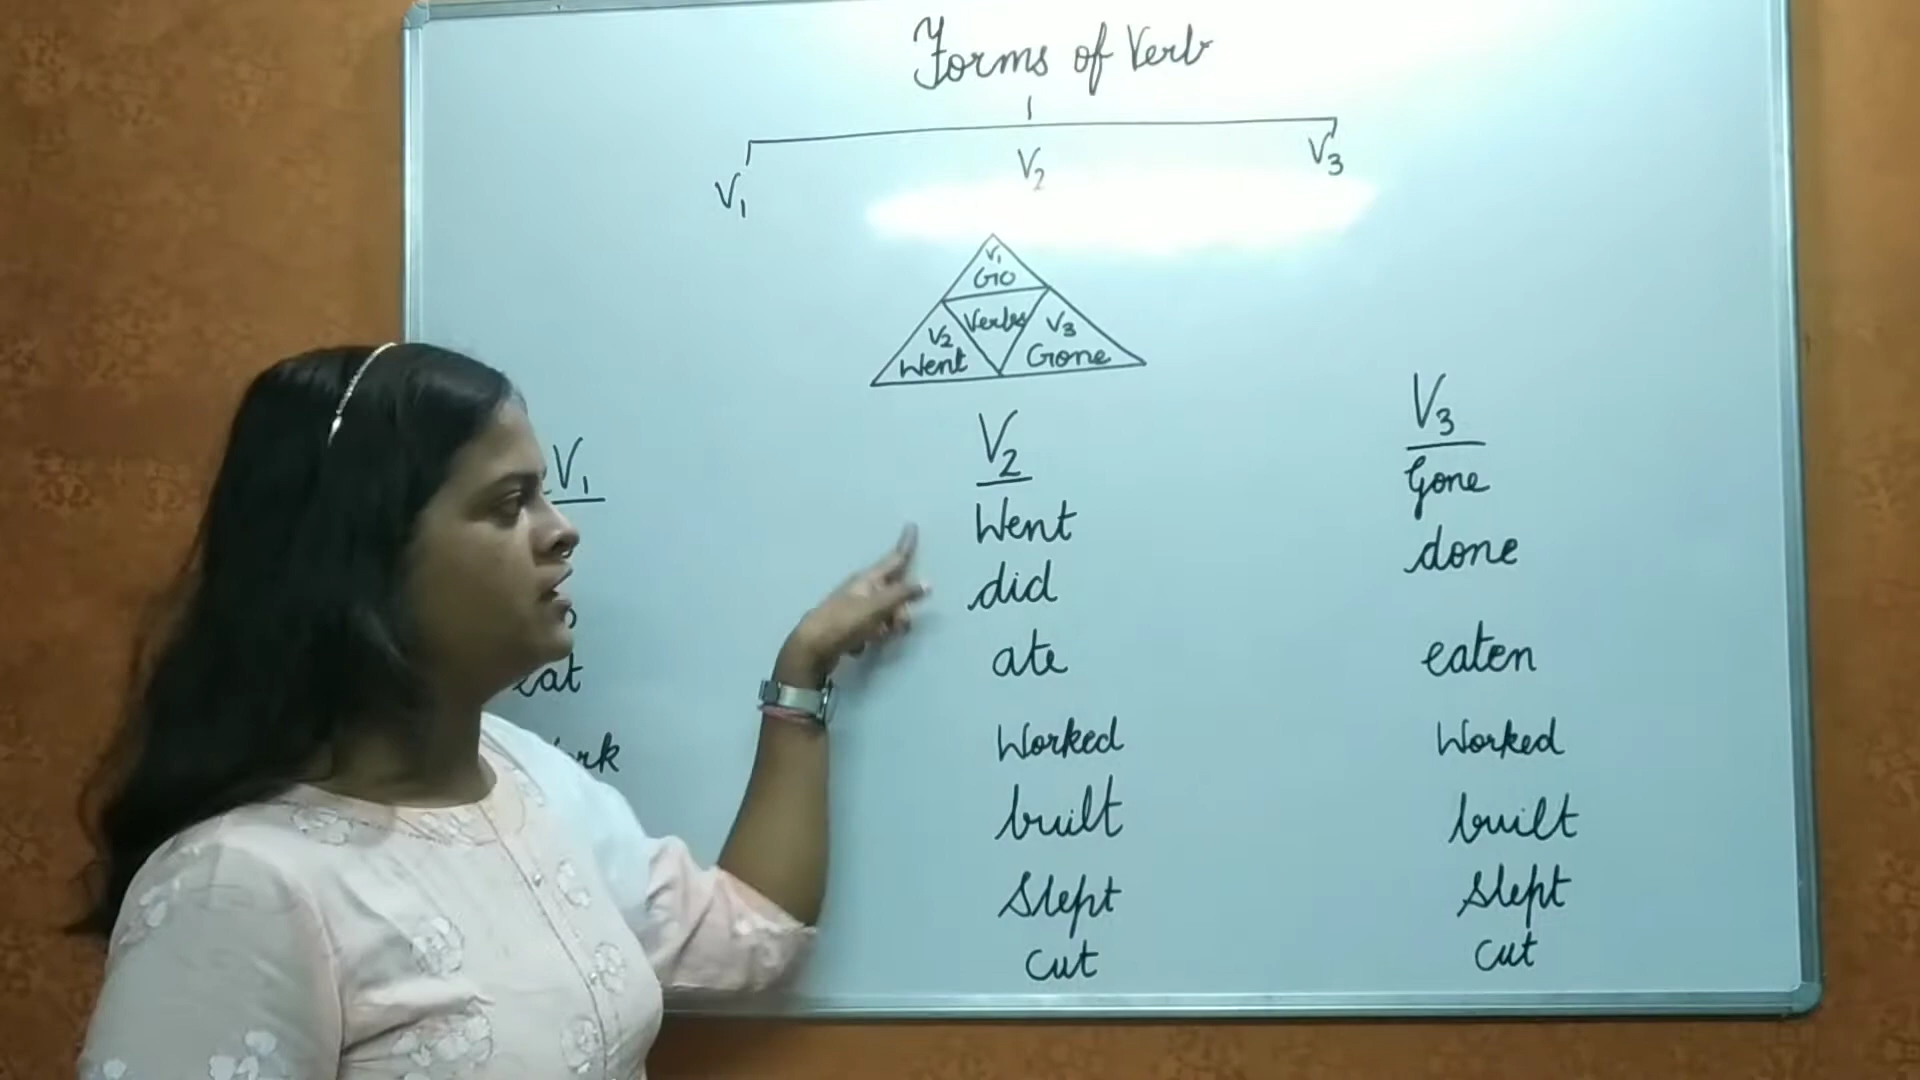 Forms of Verb
V1 V2 V3
V1
Go
Verbs
V2
Went
V3
Gone
V1 V2 V3
Went Gone
did done
ate eaten
Worked Worked
built built
Slept Slept
cut cut